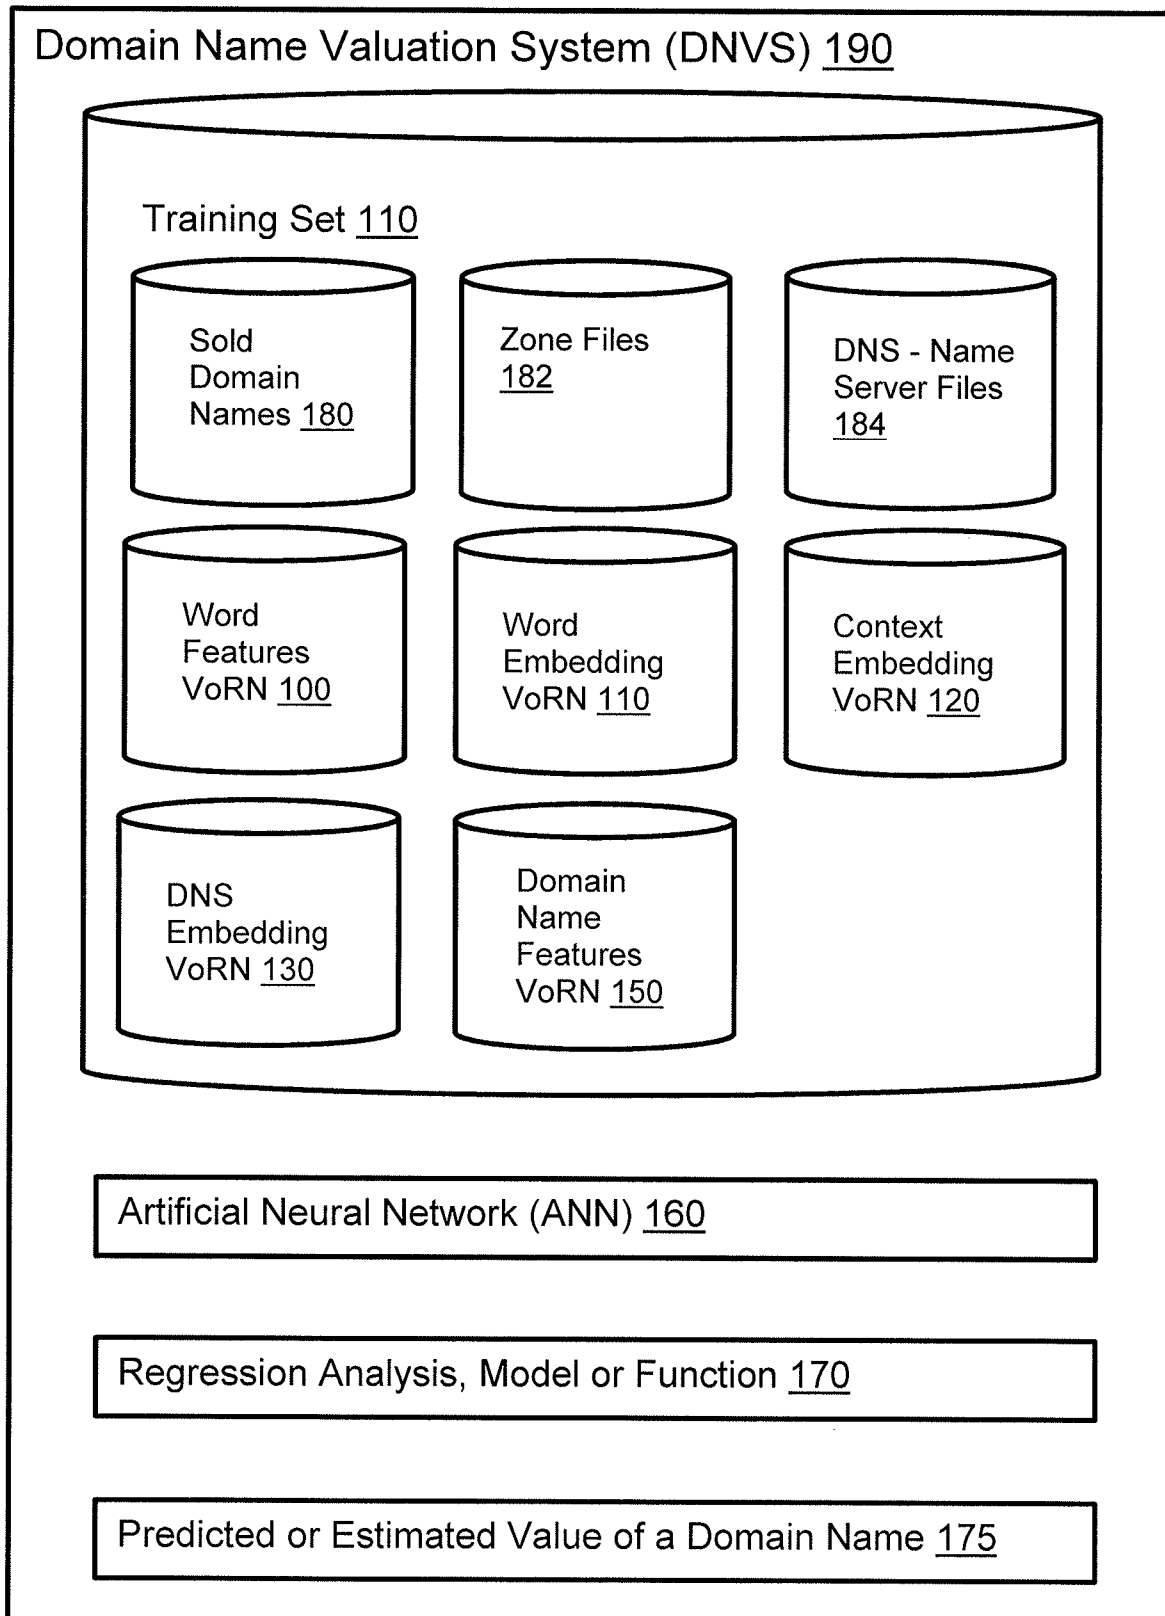 Domain Name Valuation System (DNVS) 190
Training Set 110
Sold
Domain
Names 180
Zone Files
182
DNS - Name
Server Files
184
Word
Features
VoRN 100
Word
Embedding
VoRN 110
Context
Embedding
VoRN 120
DNS
Embedding
VoRN 130
Domain
Name
Features
VoRN 150
Artificial Neural Network (ANN) 160
Regression Analysis, Model or Function 170
Predicted or Estimated Value of a Domain Name 175